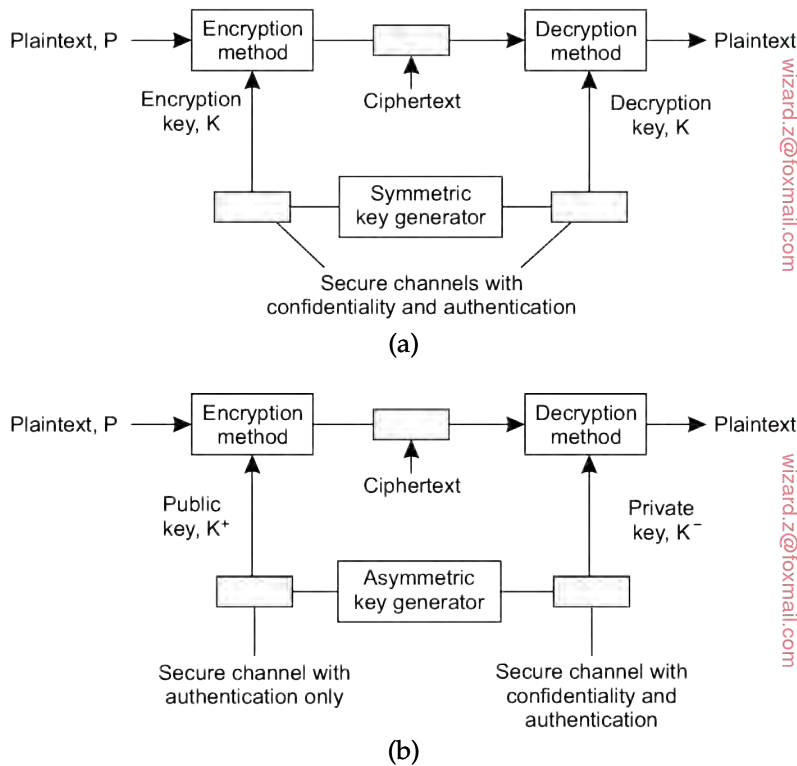 Plaintext, P
Encryption
method
Ciphertext
Decryption
method
Plaintext
Encryption
key, K
Decryption
key, K
Symmetric
key generator
Secure channels with
confidentiality and authentication
(a)
wizard.z@foxmail.com
Plaintext, P
Encryption
method
Ciphertext
Decryption
method
Plaintext
Public
key, K⁺
Private
key, K⁻
Asymmetric
key generator
Secure channel with
authentication only
Secure channel with
confidentiality and
authentication
(b)
wizard.z@foxmail.com